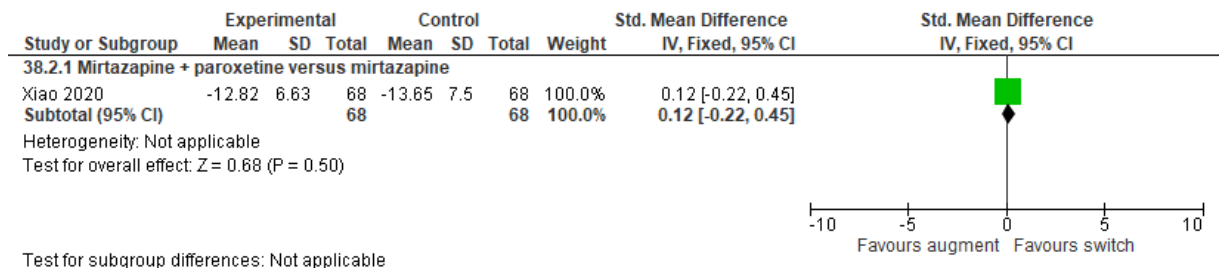 Experimental Control Std. Mean Difference Std. Mean Difference
Study or Subgroup Mean SD Total Mean SD Total Weight IV, Fixed, 95% CI IV, Fixed, 95% CI
38.2.1 Mirtazapine + paroxetine versus mirtazapine
Xiao 2020 -12.82 6.63 68 -13.65 7.5 68 100.0% 0.12 [-0.22, 0.45]
Subtotal (95% CI) 68 68 100.0% 0.12 [-0.22, 0.45]
Heterogeneity: Not applicable
Test for overall effect: Z = 0.68 (P = 0.50)
-10 -5 0 5 10
Favours augment Favours switch
Test for subgroup differences: Not applicable